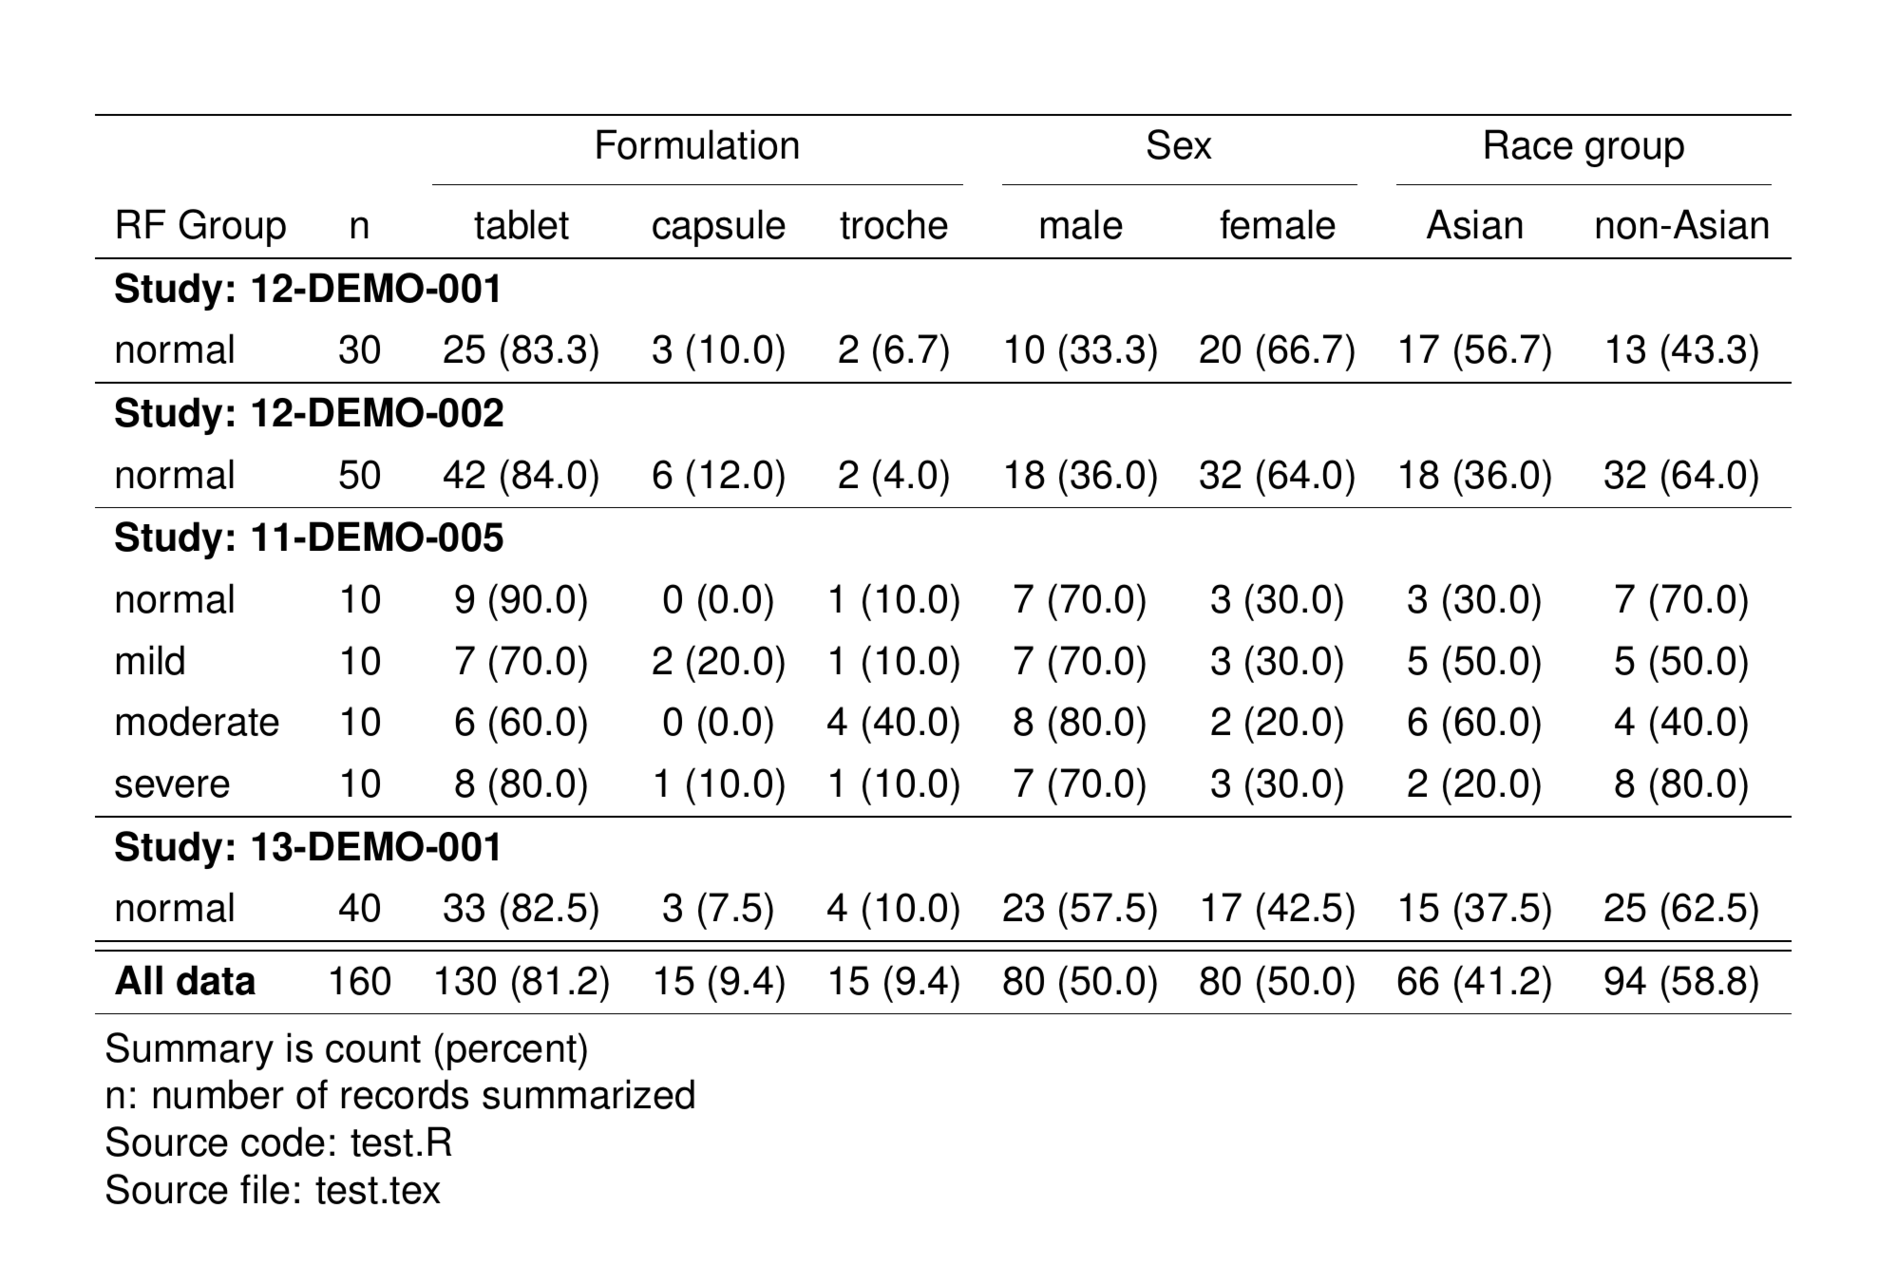 Formulation Sex Race group
RF Group n tablet capsule troche male female Asian non-Asian
Study: 12-DEMO-001
normal 30 25 (83.3) 3 (10.0) 2 (6.7) 10 (33.3) 20 (66.7) 17 (56.7) 13 (43.3)
Study: 12-DEMO-002
normal 50 42 (84.0) 6 (12.0) 2 (4.0) 18 (36.0) 32 (64.0) 18 (36.0) 32 (64.0)
Study: 11-DEMO-005
normal 10 9 (90.0) 0 (0.0) 1 (10.0) 7 (70.0) 3 (30.0) 3 (30.0) 7 (70.0)
mild 10 7 (70.0) 2 (20.0) 1 (10.0) 7 (70.0) 3 (30.0) 5 (50.0) 5 (50.0)
moderate 10 6 (60.0) 0 (0.0) 4 (40.0) 8 (80.0) 2 (20.0) 6 (60.0) 4 (40.0)
severe 10 8 (80.0) 1 (10.0) 1 (10.0) 7 (70.0) 3 (30.0) 2 (20.0) 8 (80.0)
Study: 13-DEMO-001
normal 40 33 (82.5) 3 (7.5) 4 (10.0) 23 (57.5) 17 (42.5) 15 (37.5) 25 (62.5)
All data 160 130 (81.2) 15 (9.4) 15 (9.4) 80 (50.0) 80 (50.0) 66 (41.2) 94 (58.8)
Summary is count (percent)
n: number of records summarized
Source code: test.R
Source file: test.tex